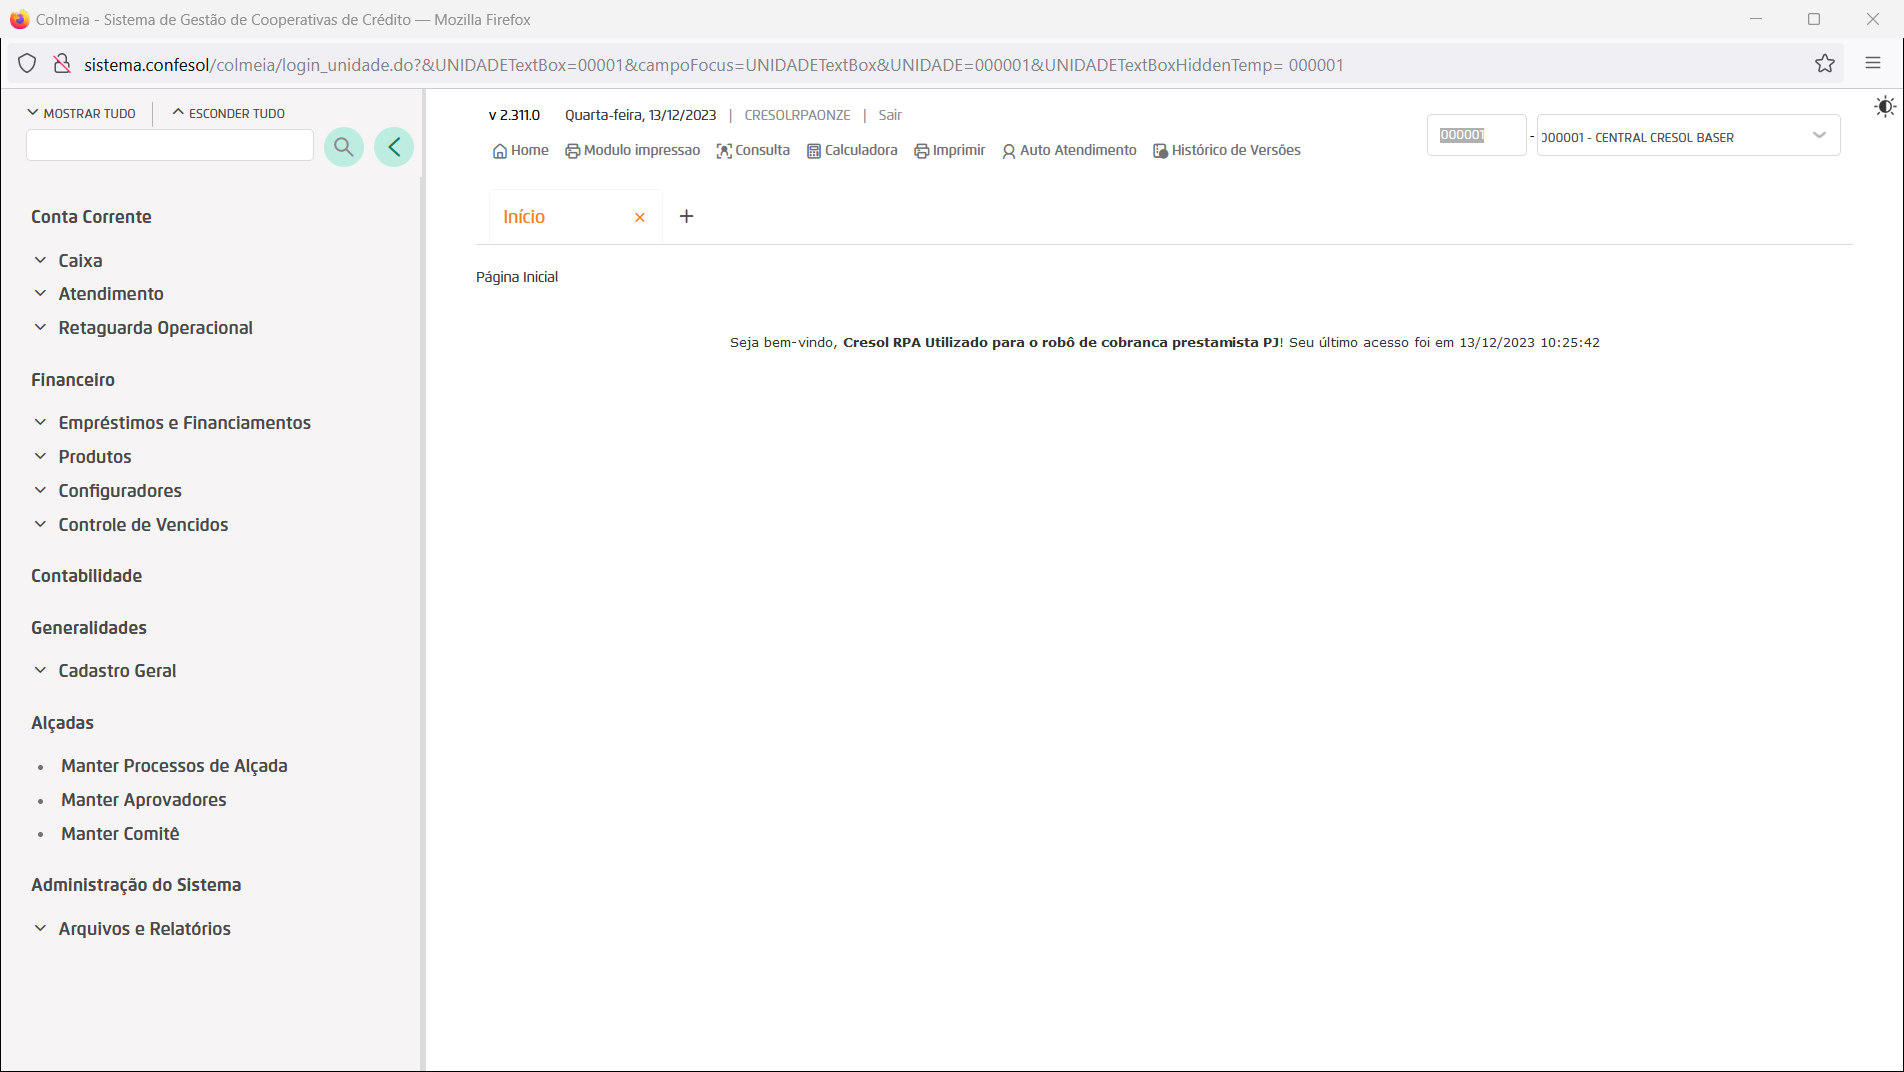 Colmeia - Sistema de Gestão de Cooperativas de Crédito — Mozilla Firefox
sistema.confesol/colmeia/login_unidade.do?&UNIDADETextBox=00001&campoFocus=UNIDADETextBox&UNIDADE=000001&UNIDADETextBoxHiddenTemp= 000001
MOSTRAR TUDO
ESCONDER TUDO
v 2.311.0 Quarta-feira, 13/12/2023 | CRESOLRPAONZE | Sair
Home Modulo impressao Consulta Calculadora Imprimir Auto Atendimento Histórico de Versões
000001 - 000001 - CENTRAL CRESOL BASER
Início × +
Página Inicial
Seja bem-vindo, Cresol RPA Utilizado para o robô de cobranca prestamista PJ! Seu último acesso foi em 13/12/2023 10:25:42
Conta Corrente
Caixa
Atendimento
Retaguarda Operacional
Financeiro
Empréstimos e Financiamentos
Produtos
Configuradores
Controle de Vencidos
Contabilidade
Generalidades
Cadastro Geral
Alçadas
• Manter Processos de Alçada
• Manter Aprovadores
• Manter Comitê
Administração do Sistema
Arquivos e Relatórios